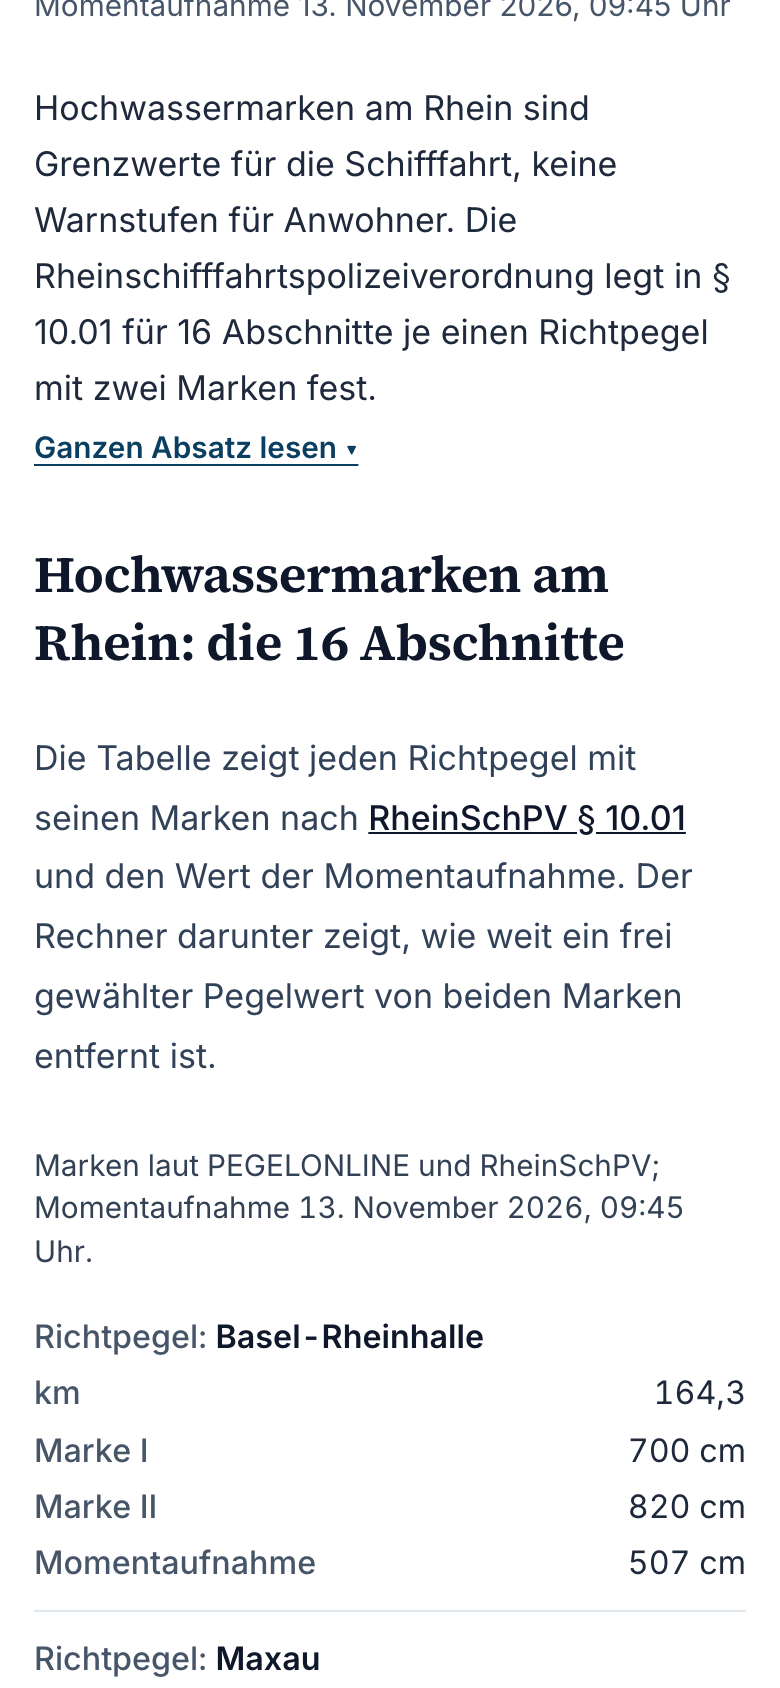 Momentaufnahme 13. November 2026, 09:45 Uhr
Hochwassermarken am Rhein sind
Grenzwerte für die Schifffahrt, keine
Warnstufen für Anwohner. Die
Rheinschifffahrtspolizeiverordnung legt in §
10.01 für 16 Abschnitte je einen Richtpegel
mit zwei Marken fest.
Ganzen Absatz lesen ▾
Hochwassermarken am
Rhein: die 16 Abschnitte
Die Tabelle zeigt jeden Richtpegel mit
seinen Marken nach RheinSchPV § 10.01
und den Wert der Momentaufnahme. Der
Rechner darunter zeigt, wie weit ein frei
gewählter Pegelwert von beiden Marken
entfernt ist.
Marken laut PEGELONLINE und RheinSchPV;
Momentaufnahme 13. November 2026, 09:45
Uhr.
Richtpegel: Basel-Rheinhalle
km 164,3
Marke I 700 cm
Marke II 820 cm
Momentaufnahme 507 cm
Richtpegel: Maxau